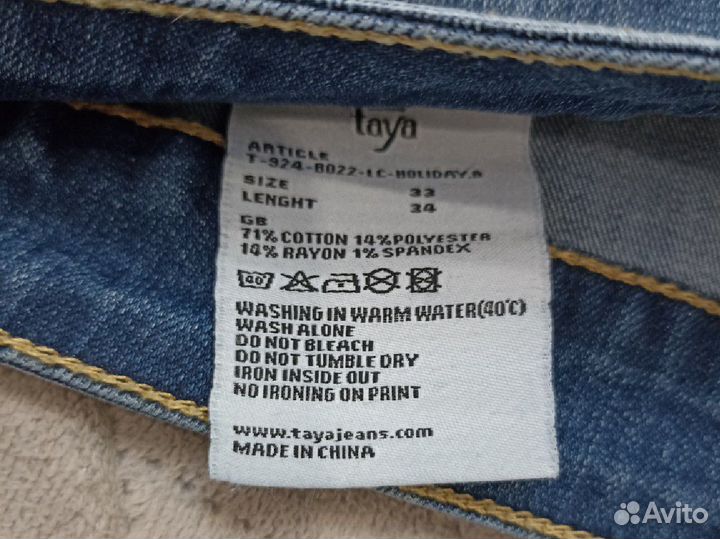 taya
ARTICLE
T-924-B022-LC-HOLIDAY.S
SIZE 33
LENGHT 34
GB
71% COTTON 14% POLYESTER
14% RAYON 1% SPANDEX
40
WASHING IN WARM WATER(40°C)
WASH ALONE
DO NOT BLEACH
DO NOT TUMBLE DRY
IRON INSIDE OUT
NO IRONING ON PRINT
www.tayajeans.com
MADE IN CHINA
Avito